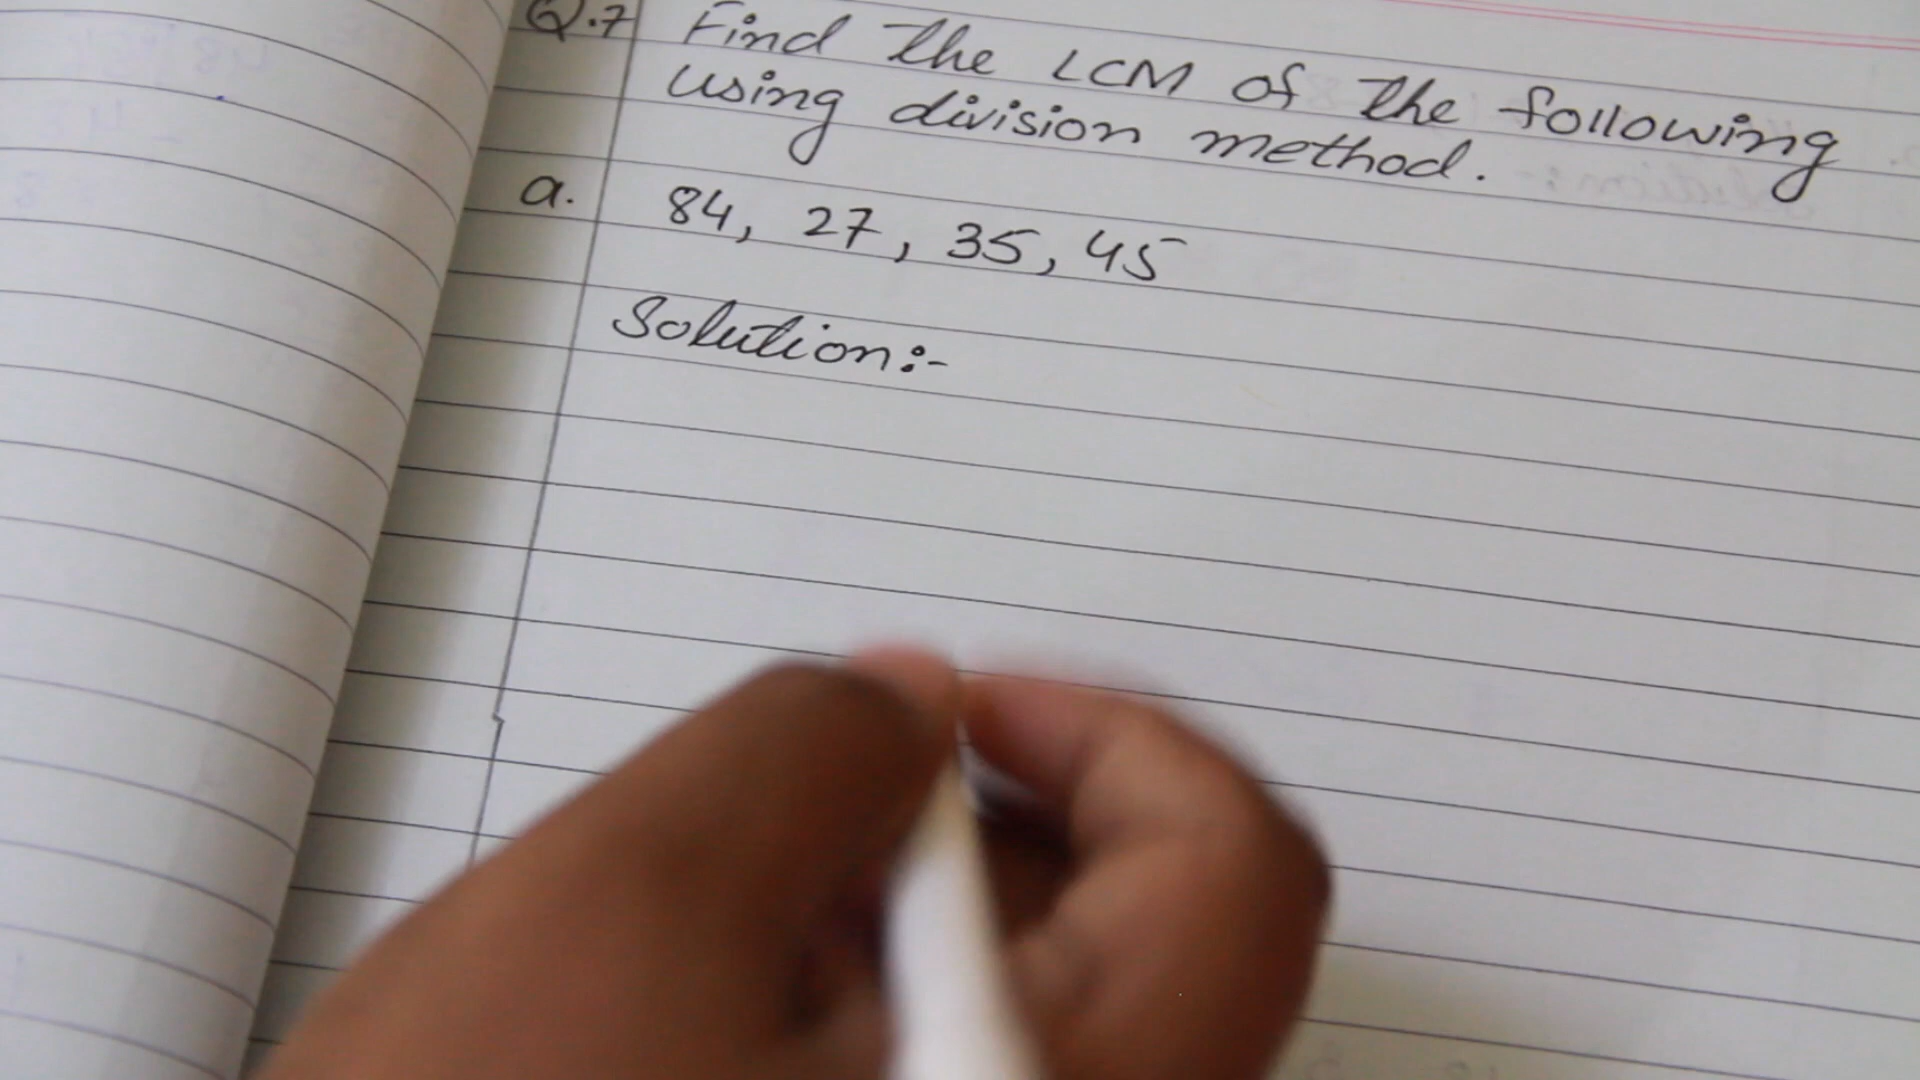 Q.7 Find the LCM of the following
using division method.
a. 84, 27, 35, 45
Solution:-